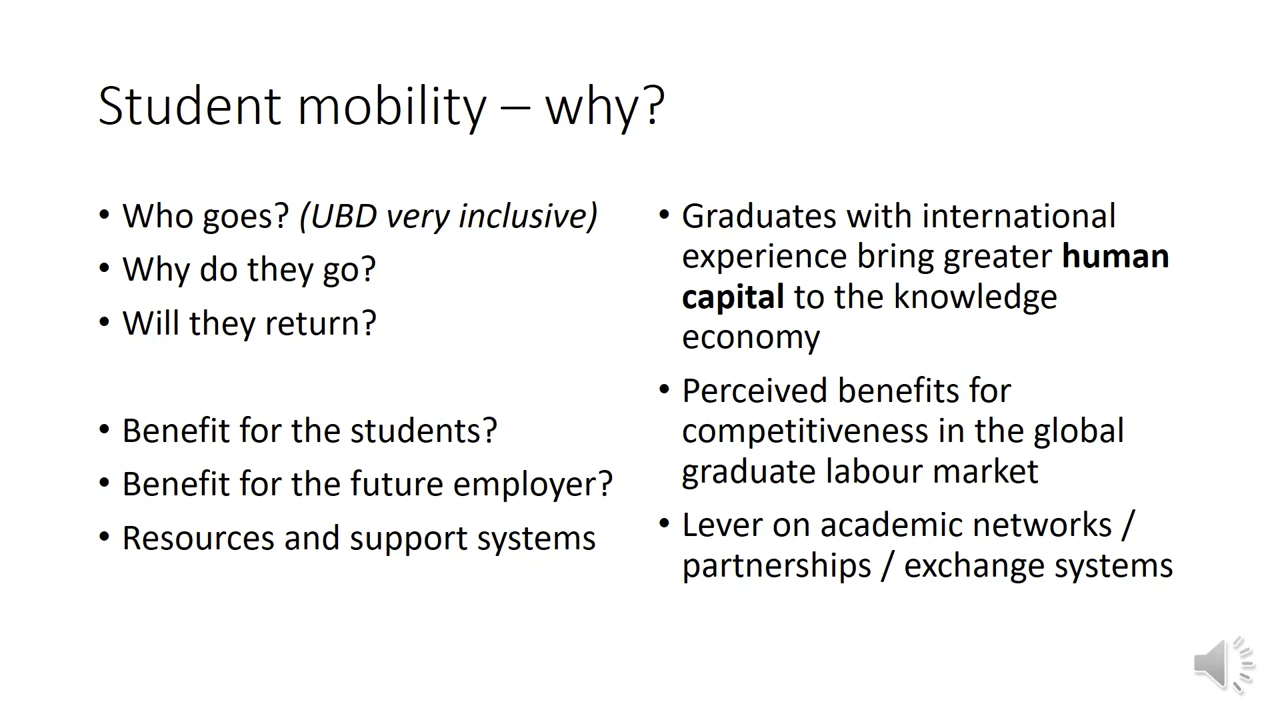 Student mobility – why?
• Who goes? (UBD very inclusive)
• Why do they go?
• Will they return?
• Benefit for the students?
• Benefit for the future employer?
• Resources and support systems
• Graduates with international
experience bring greater human
capital to the knowledge
economy
• Perceived benefits for
competitiveness in the global
graduate labour market
• Lever on academic networks /
partnerships / exchange systems